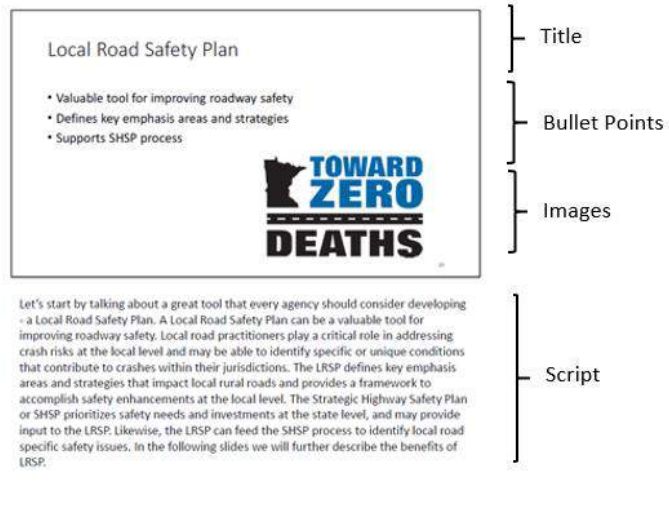 Local Road Safety Plan
• Valuable tool for improving roadway safety
• Defines key emphasis areas and strategies
• Supports SHSP process
TOWARD
ZERO
DEATHS
Title
Bullet Points
Images
Let's start by talking about a great tool that every agency should consider developing
- a Local Road Safety Plan. A Local Road Safety Plan can be a valuable tool for
improving roadway safety. Local road practitioners play a critical role in addressing
crash risks at the local level and may be able to identify specific or unique conditions
that contribute to crashes within their jurisdictions. The LRSP defines key emphasis
areas and strategies that impact local rural roads and provides a framework to
accomplish safety enhancements at the local level. The Strategic Highway Safety Plan
or SHSP prioritizes safety needs and investments at the state level, and may provide
input to the LRSP. Likewise, the LRSP can feed the SHSP process to identify local road
specific safety issues. In the following slides we will further describe the benefits of
LRSP.
Script